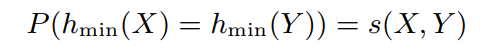 P(h_min(X) = h_min(Y)) = s(X, Y)